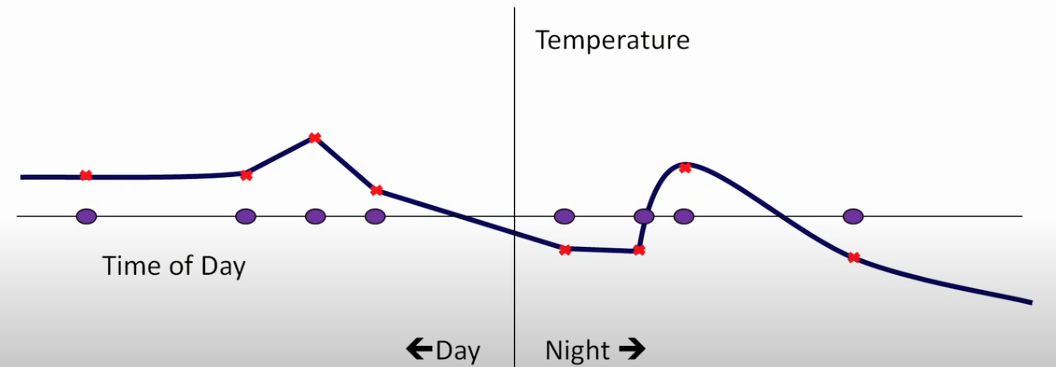 Temperature
Time of Day
🡸Day
Night 🡺